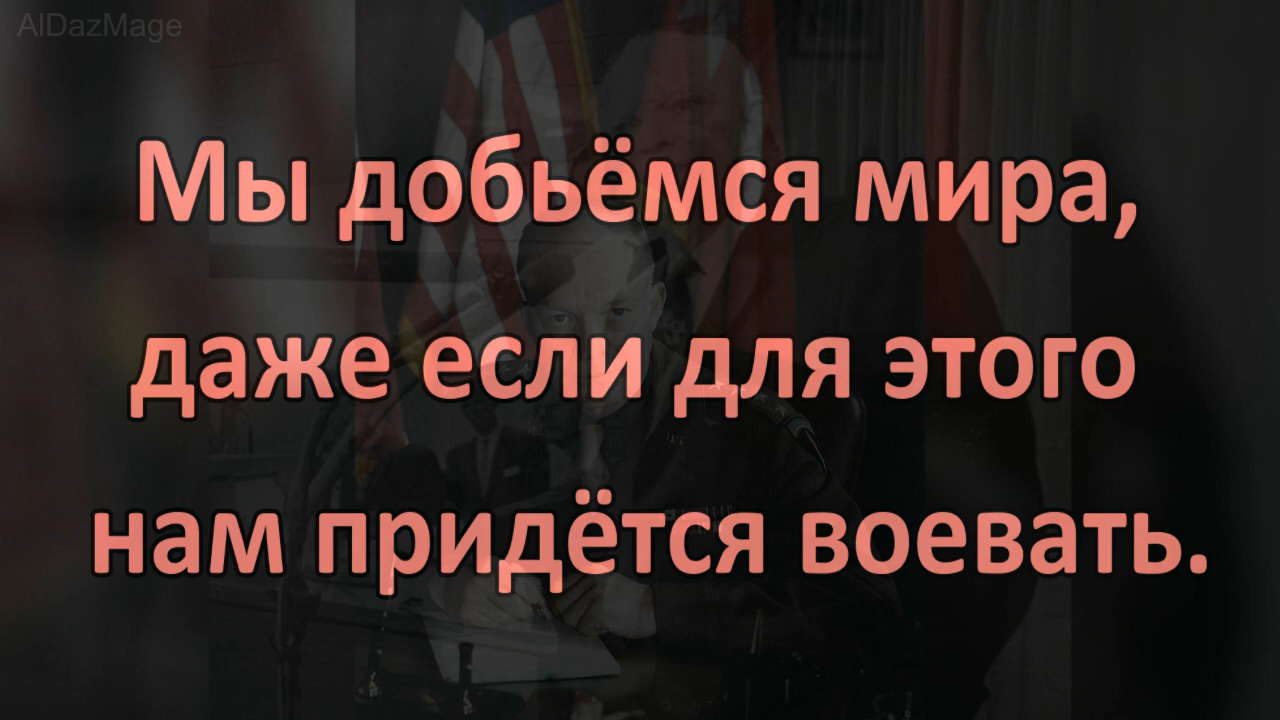 AlDazMage
Мы добьёмся мира,
даже если для этого
нам придётся воевать.